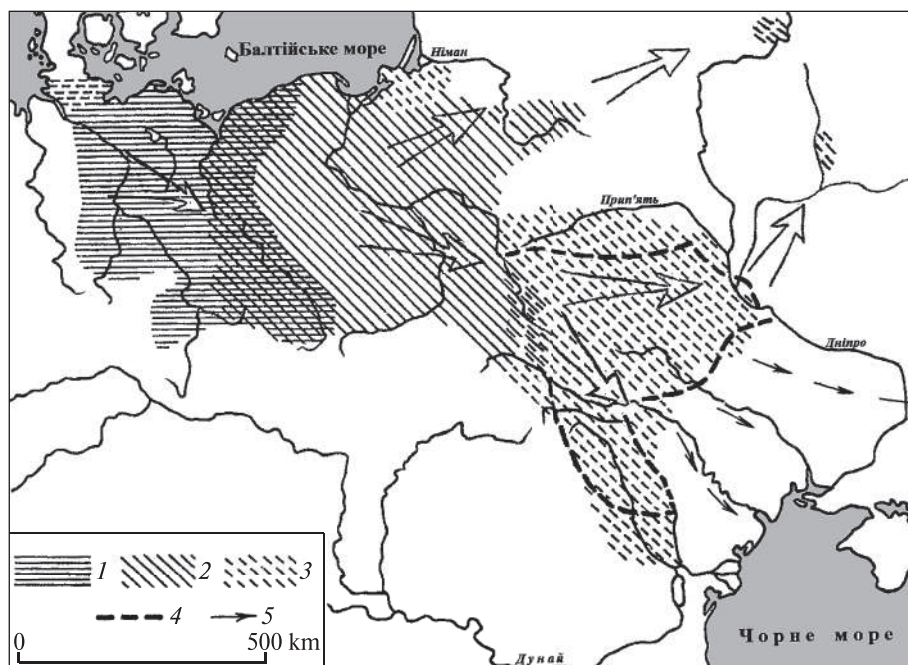 Балтійське море
Німан
Прип'ять
Дніпро
1 2 3
4 5
0 500 km
Дунай
Чорне море